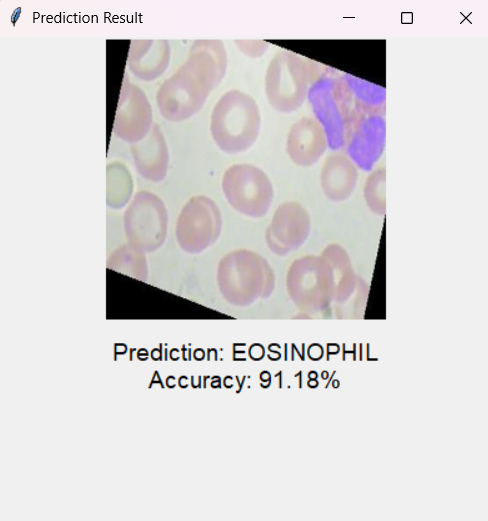 Prediction Result
Prediction: EOSINOPHIL
Accuracy: 91.18%